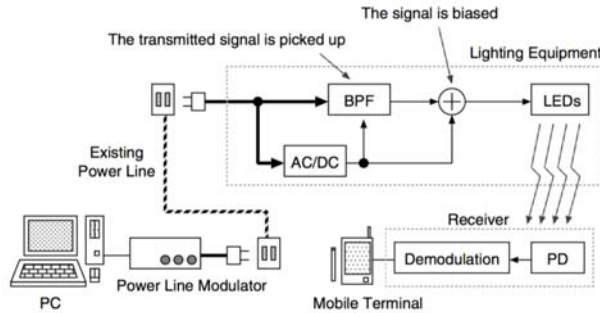 The signal is biased
The transmitted signal is picked up
Lighting Equipment
BPF
LEDs
AC/DC
Existing
Power Line
Receiver
Demodulation
PD
PC
Power Line Modulator
Mobile Terminal